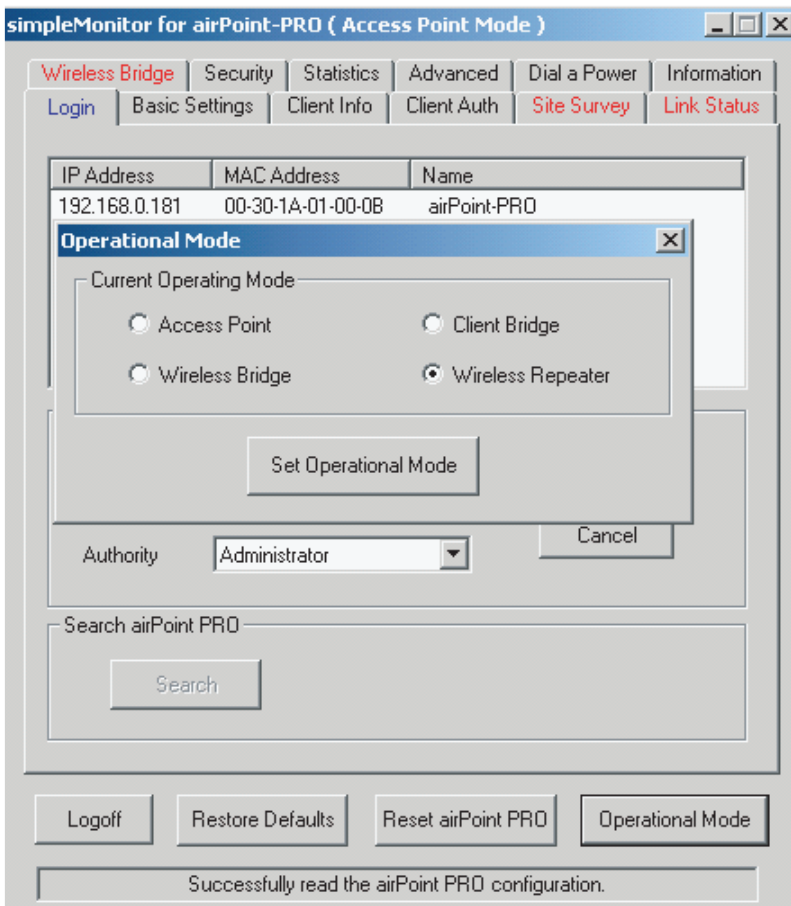 simpleMonitor for airPoint-PRO ( Access Point Mode )
Wireless Bridge Security Statistics Advanced Dial a Power Information
Login Basic Settings Client Info Client Auth Site Survey Link Status
IP Address MAC Address Name
192.168.0.181 00-30-1A-01-00-0B airPoint-PRO
Operational Mode
Current Operating Mode
Access Point Client Bridge
Wireless Bridge Wireless Repeater
Set Operational Mode
Cancel
Authority Administrator
Search airPoint PRO
Search
Logoff Restore Defaults Reset airPoint PRO Operational Mode
Successfully read the airPoint PRO configuration.